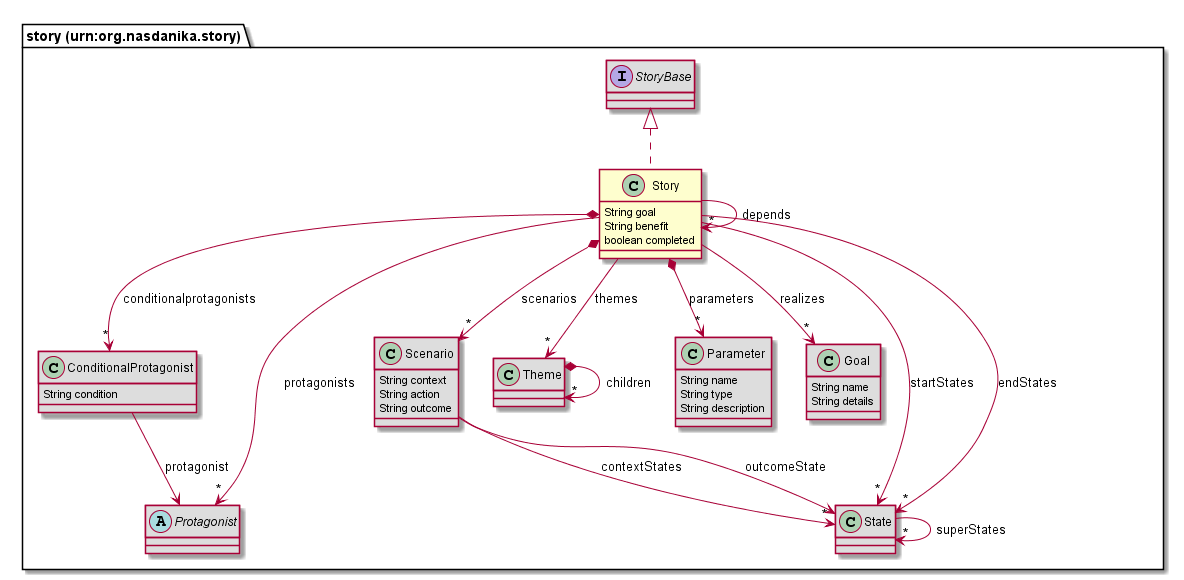 story (urn:org.nasdanika.story)
I StoryBase
C Story
String goal
String benefit
boolean completed
* depends
conditionalprotagonists
scenarios
themes
parameters
realizes
*
*
*
*
*
C ConditionalProtagonist
String condition
C Scenario
String context
String action
String outcome
C Theme
* children
C Parameter
String name
String type
String description
C Goal
String name
String details
protagonists
startStates
endStates
protagonist
contextStates
outcomeState
*
*
*
*
A Protagonist
C State
* superStates